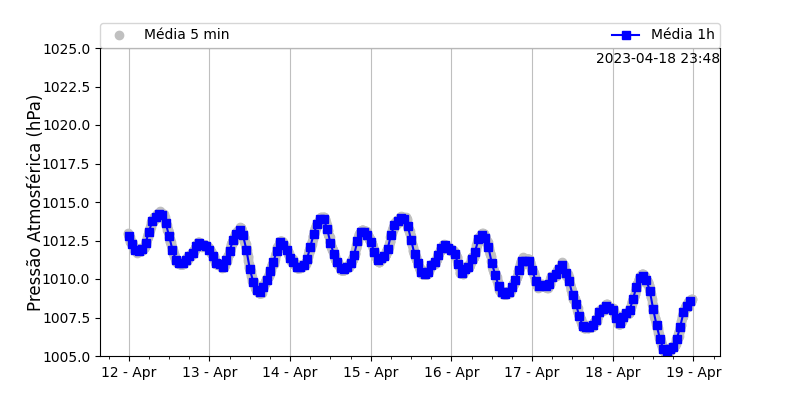 Média 5 min
Média 1h
2023-04-18 23:48
Pressão Atmosférica (hPa)
1025.0
1022.5
1020.0
1017.5
1015.0
1012.5
1010.0
1007.5
1005.0
12 - Apr
13 - Apr
14 - Apr
15 - Apr
16 - Apr
17 - Apr
18 - Apr
19 - Apr